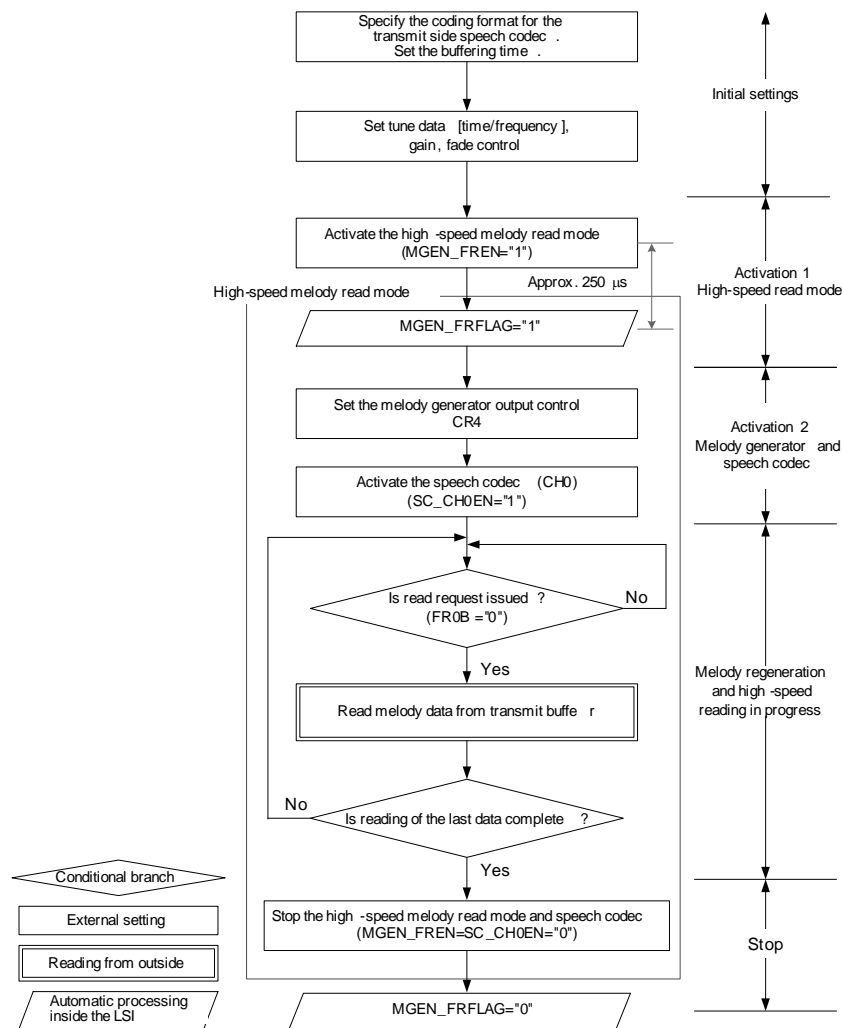 Specify the coding format for the
transmit side speech codec .
Set the buffering time .
Initial settings
Set tune data [time/frequency ],
gain , fade control
Activate the high -speed melody read mode
(MGEN_FREN="1")
Approx. 250 μs
High-speed melody read mode
Activation 1
High-speed read mode
MGEN_FRFLAG="1"
Set the melody generator output control
CR4
Activation 2
Melody generator and
speech codec
Activate the speech codec (CH0)
(SC_CH0EN="1")
Is read request issued ?
(FR0B ="0")
No
Yes
Melody regeneration
and high -speed
reading in progress
Read melody data from transmit buffe r
No
Is reading of the last data complete ?
Yes
Conditional branch
External setting
Stop the high -speed melody read mode and speech codec
(MGEN_FREN=SC_CH0EN="0")
Stop
Reading from outside
Automatic processing
inside the LSI
MGEN_FRFLAG="0"